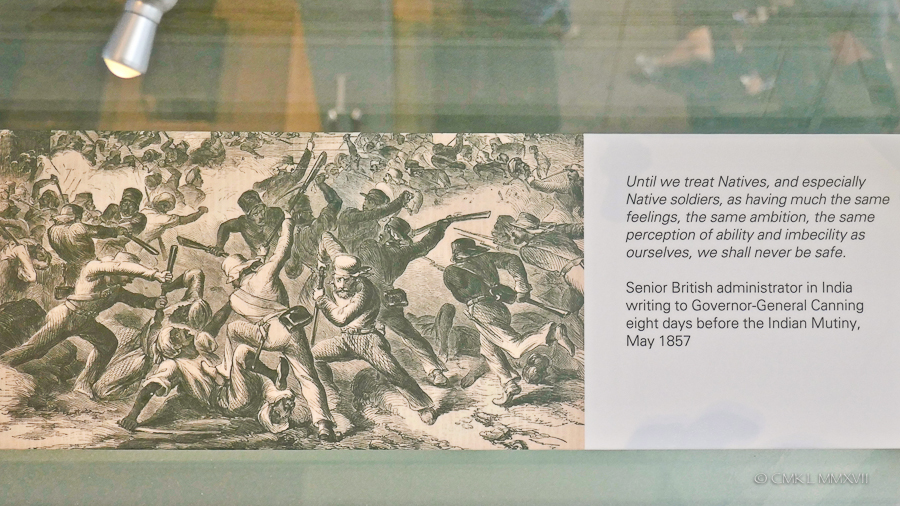 Until we treat Natives, and especially
Native soldiers, as having much the same
feelings, the same ambition, the same
perception of ability and imbecility as
ourselves, we shall never be safe.
Senior British administrator in India
writing to Governor-General Canning
eight days before the Indian Mutiny,
May 1857
© CMK L MMXVII